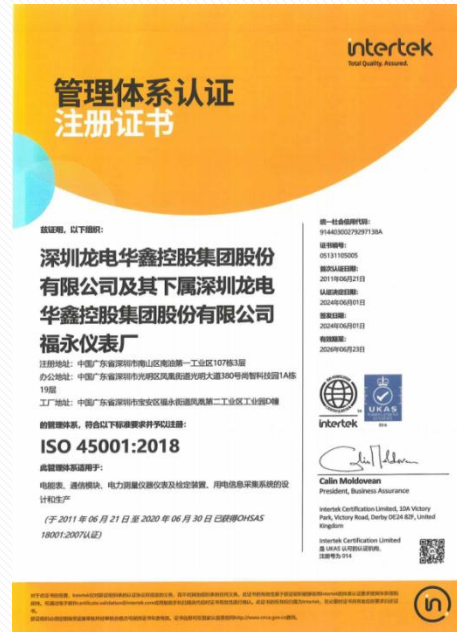 intertek
Total Quality. Assured.
管理体系认证
注册证书
兹证明，以下组织：
深圳龙电华鑫控股集团股份
有限公司及其下属深圳龙电
华鑫控股集团股份有限公司
福永仪表厂
注册地址：中国广东省深圳市南山区南油第一工业区107栋3层
办公地址：中国广东省深圳市光明区凤凰街道光明大道380号尚智科技园1A栋
19层
工厂地址：中国广东省深圳市宝安区福永街道凤凰第二工业区工业园D幢
的管理体系，符合以下标准要求并予以注册：
ISO 45001:2018
此管理体系适用于：
电能表、通信模块、电力测量仪器仪表及检定装置、用电信息采集系统的设
计和生产
(于 2011 年 06 月 21 日至 2020 年 06 月 30 日 已获得OHSAS
18001:2007认证)
统一社会信用代码：
91440300279297138A
证书编号：
05131105005
首次认证日期：
2011年06月21日
认证决定日期：
2024年06月01日
签发日期：
2024年06月01日
有效期至：
2026年06月23日
intertek
UKAS
MANAGEMENT
SYSTEMS
014
Calin Moldovean
President, Business Assurance
Intertek Certification Limited, 10A Victory
Park, Victory Road, Derby DE24 8ZF, United
Kingdom
Intertek Certification Limited
是 UKAS 认可的认证机构，
注册号为 014
in